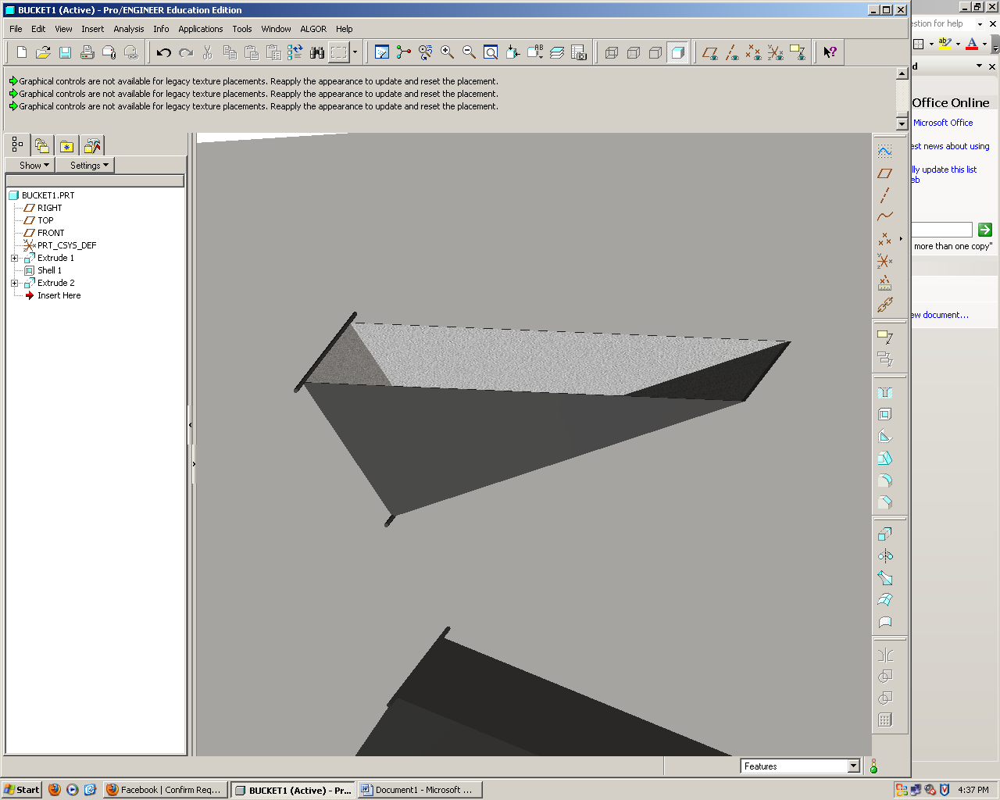 BUCKET1 (Active) - Pro/ENGINEER Education Edition
File Edit View Insert Analysis Info Applications Tools Window ALGOR Help
estion for help
Graphical controls are not available for legacy texture placements. Reapply the appearance to update and reset the placement.
Graphical controls are not available for legacy texture placements. Reapply the appearance to update and reset the placement.
Graphical controls are not available for legacy texture placements. Reapply the appearance to update and reset the placement.
d
Office Online
Microsoft Office
est news about using
lly update this list
eb
more than one copy"
ew document...
Show Settings
BUCKET1.PRT
RIGHT
TOP
FRONT
PRT_CSYS_DEF
Extrude 1
Shell 1
Extrude 2
Insert Here
Features
Start Facebook | Confirm Req... BUCKET1 (Active) - Pr... Document1 - Microsoft ... 4:37 PM